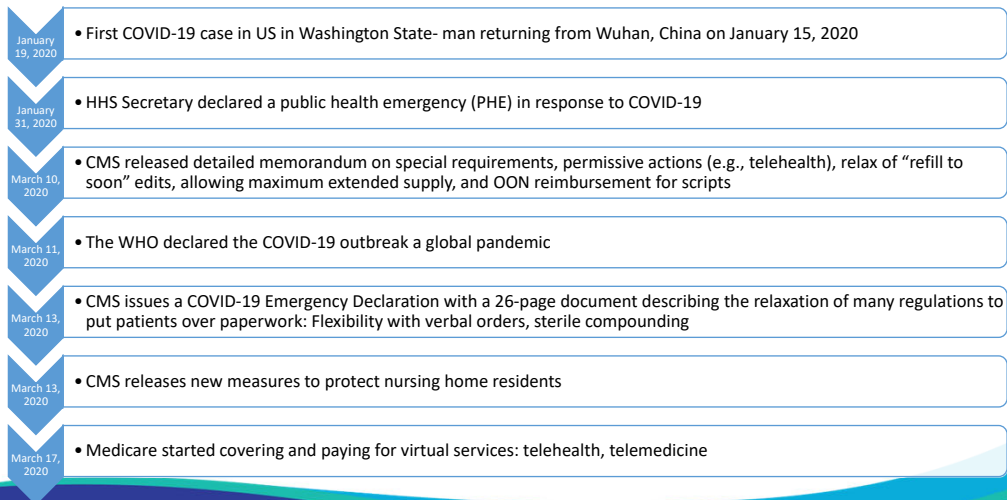 January
19, 2020
• First COVID-19 case in US in Washington State- man returning from Wuhan, China on January 15, 2020
January
31, 2020
• HHS Secretary declared a public health emergency (PHE) in response to COVID-19
March 10,
2020
• CMS released detailed memorandum on special requirements, permissive actions (e.g., telehealth), relax of “refill to
soon” edits, allowing maximum extended supply, and OON reimbursement for scripts
March 11,
2020
• The WHO declared the COVID-19 outbreak a global pandemic
March 13,
2020
• CMS issues a COVID-19 Emergency Declaration with a 26-page document describing the relaxation of many regulations to
put patients over paperwork: Flexibility with verbal orders, sterile compounding
March 13,
2020
• CMS releases new measures to protect nursing home residents
March 17,
2020
• Medicare started covering and paying for virtual services: telehealth, telemedicine